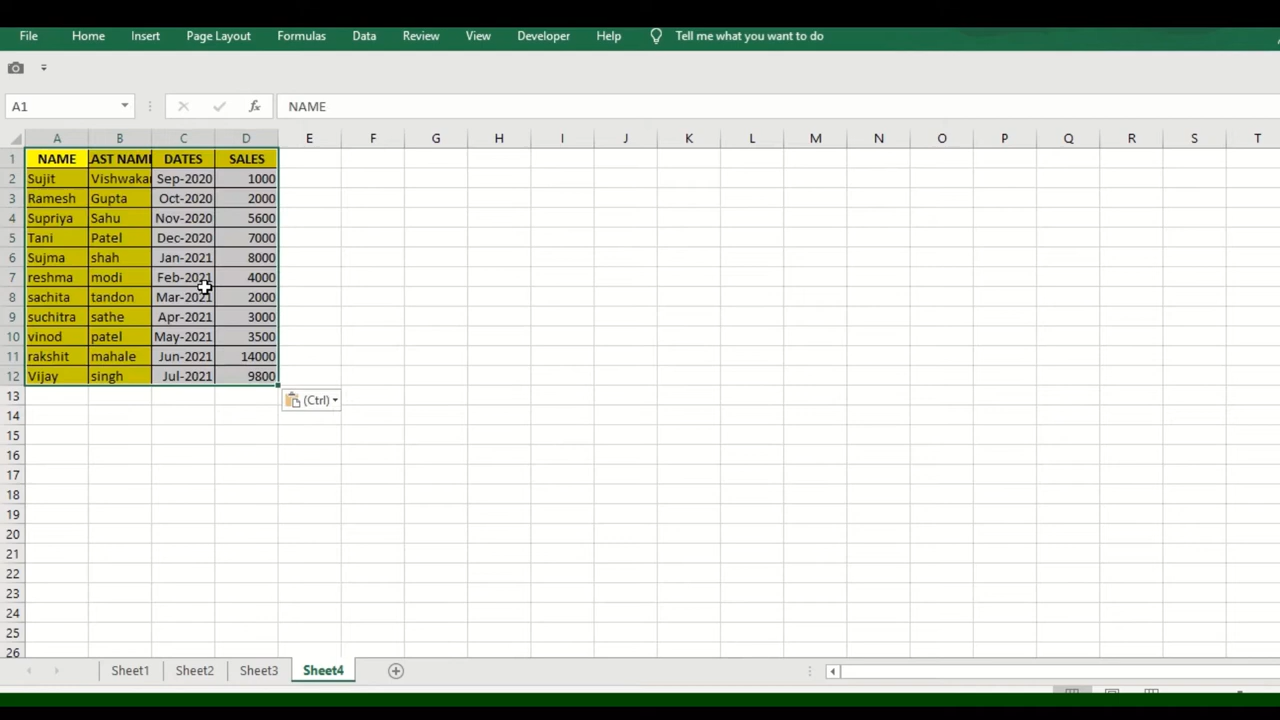 File Home Insert Page Layout Formulas Data Review View Developer Help Tell me what you want to do
A1 fx NAME
A B C D E F G H I J K L M N O P Q R S T
1 NAME LAST NAME DATES SALES
2 Sujit Vishwakar Sep-2020 1000
3 Ramesh Gupta Oct-2020 2000
4 Supriya Sahu Nov-2020 5600
5 Tani Patel Dec-2020 7000
6 Sujma shah Jan-2021 8000
7 reshma modi Feb-2021 4000
8 sachita tandon Mar-2021 2000
9 suchitra sathe Apr-2021 3000
10 vinod patel May-2021 3500
11 rakshit mahale Jun-2021 14000
12 Vijay singh Jul-2021 9800
13 (Ctrl)
14
15
16
17
18
19
20
21
22
23
24
25
26
Sheet1 Sheet2 Sheet3 Sheet4